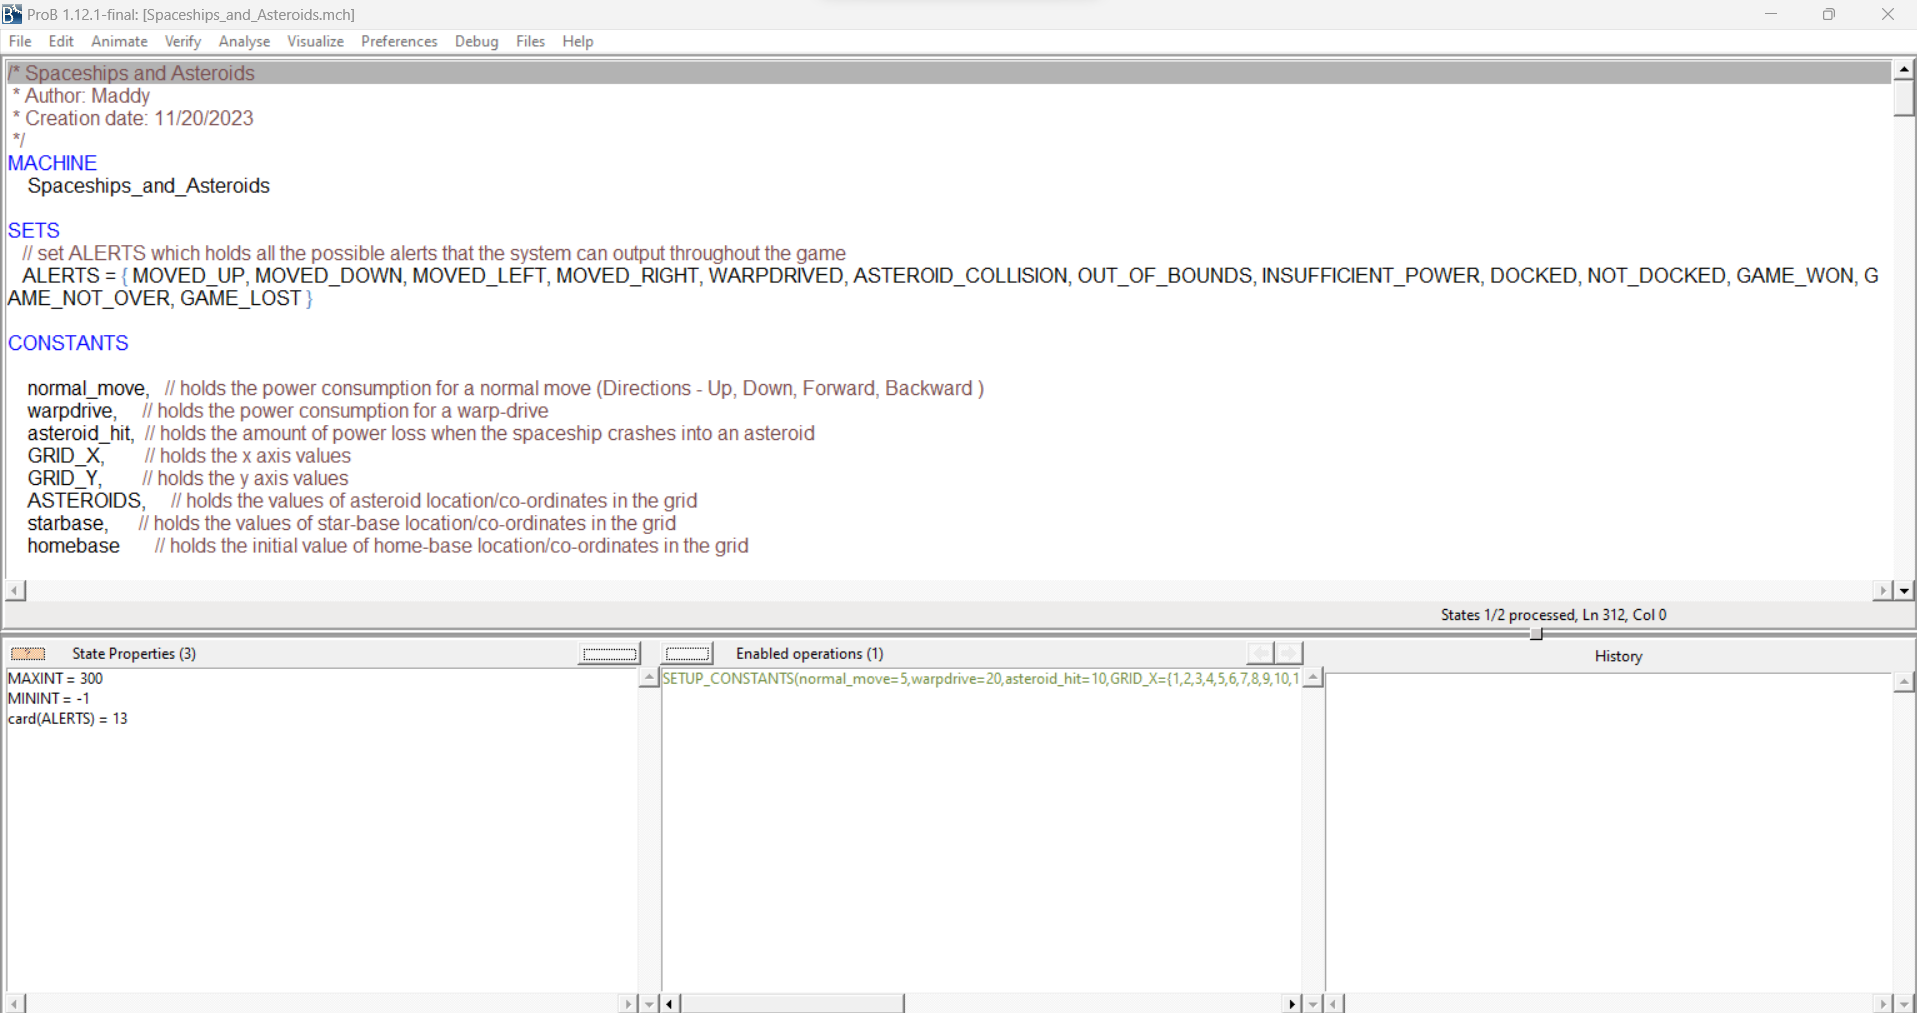 ProB 1.12.1-final: [Spaceships_and_Asteroids.mch]
File Edit Animate Verify Analyse Visualize Preferences Debug Files Help
/* Spaceships and Asteroids
* Author: Maddy
* Creation date: 11/20/2023
*/
MACHINE
Spaceships_and_Asteroids
SETS
// set ALERTS which holds all the possible alerts that the system can output throughout the game
ALERTS = { MOVED_UP, MOVED_DOWN, MOVED_LEFT, MOVED_RIGHT, WARPDRIVED, ASTEROID_COLLISION, OUT_OF_BOUNDS, INSUFFICIENT_POWER, DOCKED, NOT_DOCKED, GAME_WON, G
AME_NOT_OVER, GAME_LOST }
CONSTANTS
normal_move, // holds the power consumption for a normal move (Directions - Up, Down, Forward, Backward )
warpdrive, // holds the power consumption for a warp-drive
asteroid_hit, // holds the amount of power loss when the spaceship crashes into an asteroid
GRID_X, // holds the x axis values
GRID_Y, // holds the y axis values
ASTEROIDS, // holds the values of asteroid location/co-ordinates in the grid
starbase, // holds the values of star-base location/co-ordinates in the grid
homebase // holds the initial value of home-base location/co-ordinates in the grid
States 1/2 processed, Ln 312, Col 0
? State Properties (3)
MAXINT = 300
MININT = -1
card(ALERTS) = 13
Enabled operations (1)
SETUP_CONSTANTS(normal_move=5,warpdrive=20,asteroid_hit=10,GRID_X={1,2,3,4,5,6,7,8,9,10,1
History